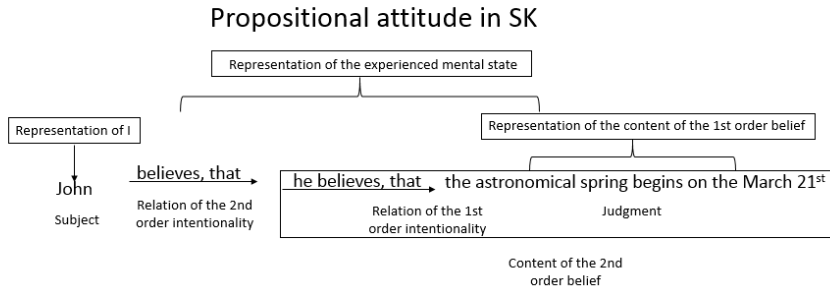 Propositional attitude in SK
Representation of the experienced mental state
Representation of I
Representation of the content of the 1st order belief
John
believes, that
he believes, that
the astronomical spring begins on the March 21st
Subject
Relation of the 2nd
order intentionality
Relation of the 1st
order intentionality
Judgment
Content of the 2nd
order belief